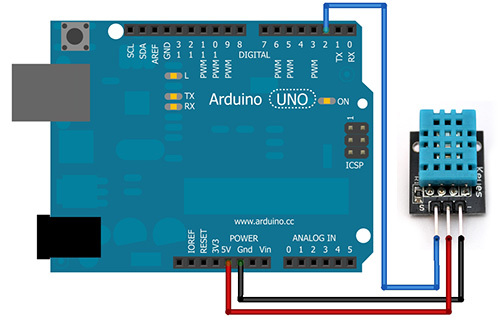 SCL
SDA
AREF
GND
13
12
PWM 11
PWM 10
PWM 9
8
DIGITAL
7
PWM 6
PWM 5
4
PWM 3
2
TX 1
RX 0
L
TX
RX
Arduino UNO
ON
1
ICSP
Keyes
S
-
www.arduino.cc
POWER
ANALOG IN
IOREF
RESET
3V3
5V
Gnd
Vin
0 1 2 3 4 5